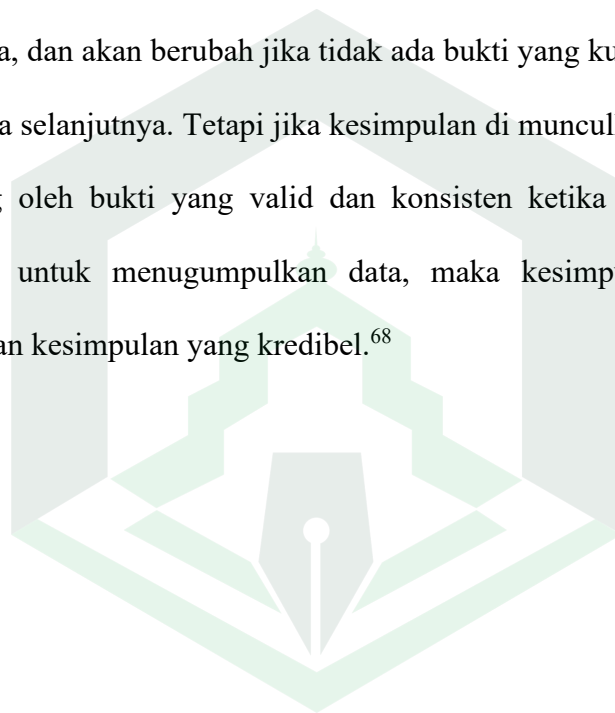 a, dan akan berubah jika tidak ada bukti yang ku
a selanjutnya. Tetapi jika kesimpulan di muncul
oleh bukti yang valid dan konsisten ketika
untuk menugumpulkan data, maka kesimpu
an kesimpulan yang kredibel.68